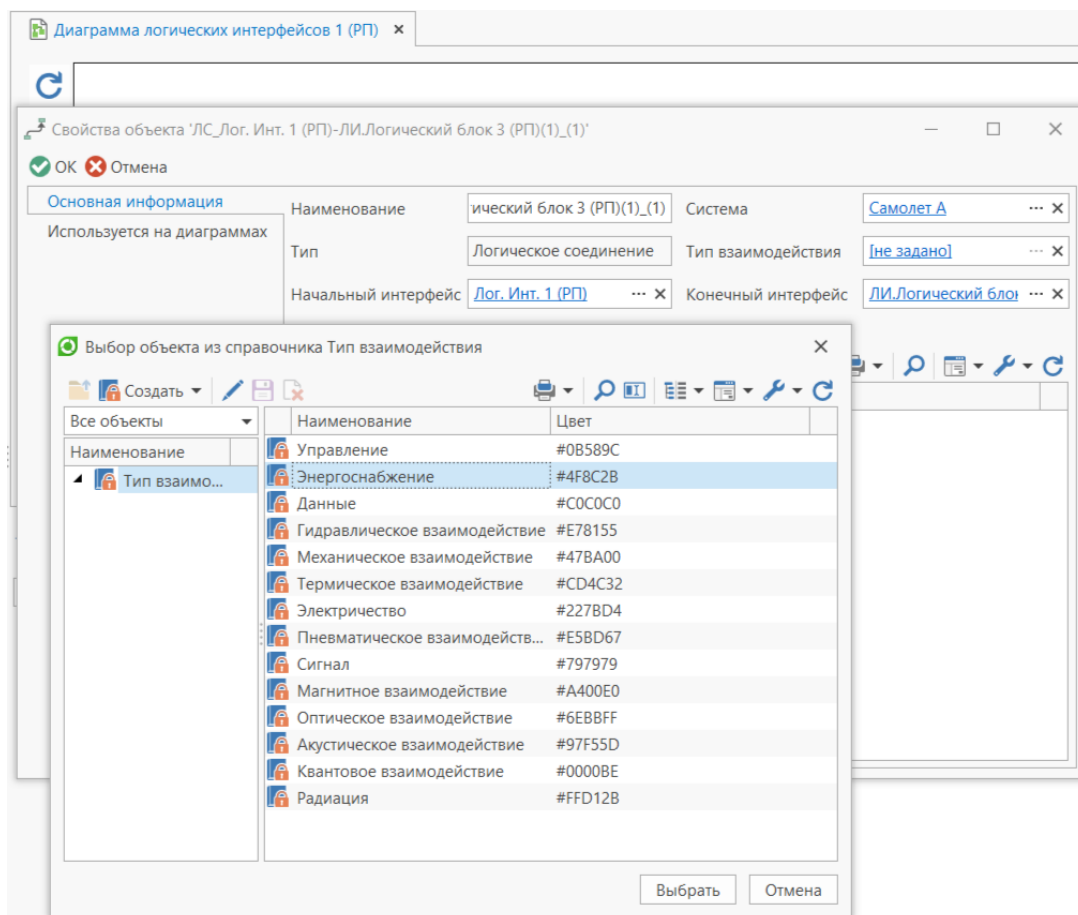 Диаграмма логических интерфейсов 1 (РП)
Свойства объекта 'ЛС_Лог. Инт. 1 (РП)-ЛИ.Логический блок 3 (РП)(1)_(1)'
ОК Отмена
Основная информация
Используется на диаграммах
Наименование ический блок 3 (РП)(1)_(1) Система Самолет А
Тип Логическое соединение Тип взаимодействия [не задано]
Начальный интерфейс Лог. Инт. 1 (РП) Конечный интерфейс ЛИ.Логический блок
Выбор объекта из справочника Тип взаимодействия
Создать
Все объекты
Наименование
Тип взаимо...
Наименование Цвет
Управление #0B589C
Энергоснабжение #4F8C2B
Данные #C0C0C0
Гидравлическое взаимодействие #E78155
Механическое взаимодействие #47BA00
Термическое взаимодействие #CD4C32
Электричество #227BD4
Пневматическое взаимодейств... #E5BD67
Сигнал #797979
Магнитное взаимодействие #A400E0
Оптическое взаимодействие #6EBBFF
Акустическое взаимодействие #97F55D
Квантовое взаимодействие #0000BE
Радиация #FFD12B
Выбрать Отмена